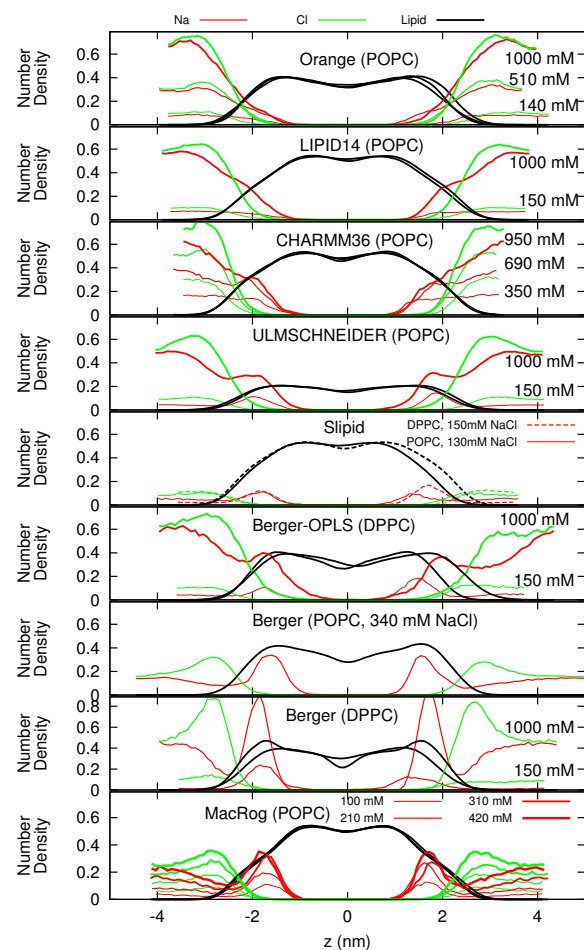 Na Cl Lipid
Number Density
0.6
0.4
0.2
0
Orange (POPC)
1000 mM
510 mM
140 mM
Number Density
0.6
0.4
0.2
0
LIPID14 (POPC)
1000 mM
150 mM
Number Density
0.6
0.4
0.2
0
CHARMM36 (POPC)
950 mM
690 mM
350 mM
Number Density
0.6
0.4
0.2
0
ULMSCHNEIDER (POPC)
1000 mM
150 mM
Number Density
0.6
0.4
0.2
0
Slipid
DPPC, 150mM NaCl
POPC, 130mM NaCl
Number Density
0.6
0.4
0.2
0
Berger-OPLS (DPPC)
1000 mM
150 mM
Number Density
0.6
0.4
0.2
0
Berger (POPC, 340 mM NaCl)
Number Density
0.8
0.6
0.4
0.2
0
Berger (DPPC)
1000 mM
150 mM
Number Density
0.8
0.6
0.4
0.2
0
MacRog (POPC)
100 mM 310 mM
210 mM 420 mM
-4 -2 0 2 4
z (nm)